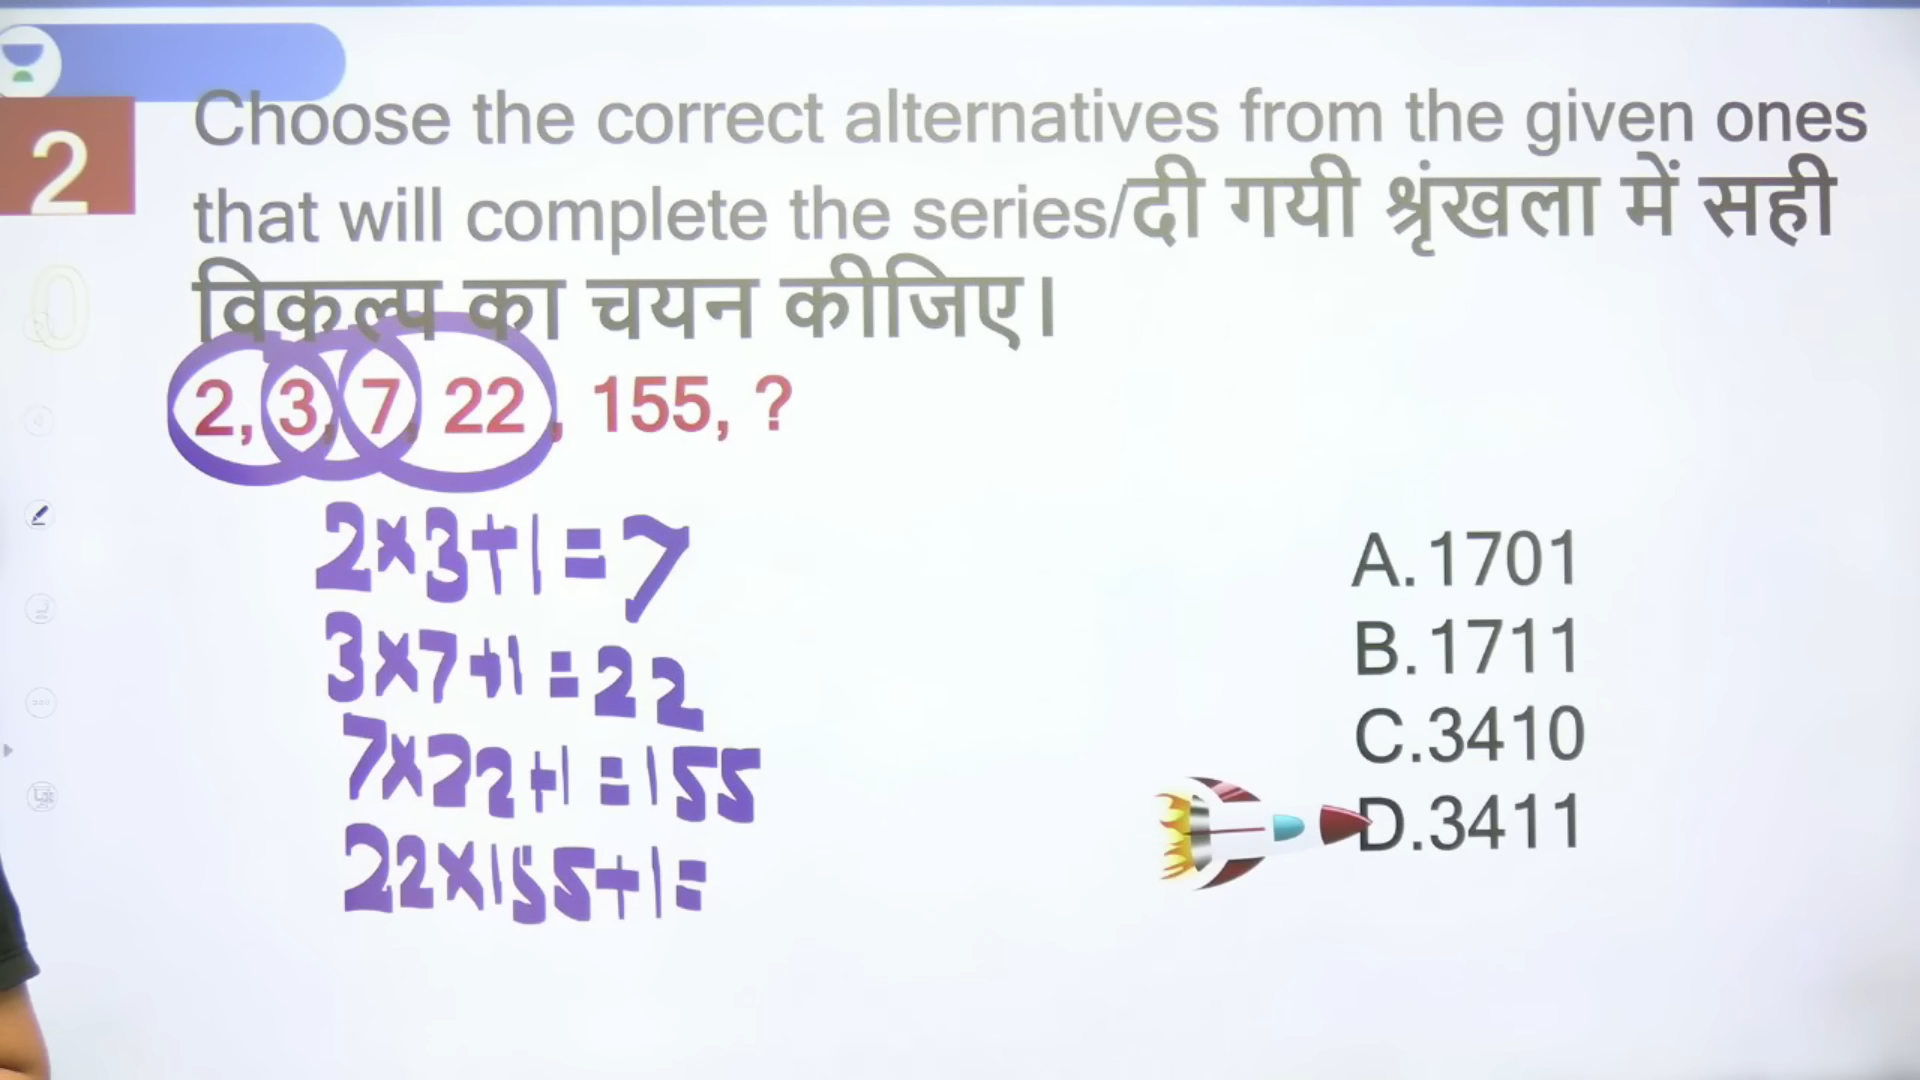 2
Choose the correct alternatives from the given ones
that will complete the series/दी गयी श्रृंखला में सही
विकल्प का चयन कीजिए।
2, 3, 7, 22, 155, ?
2×3+1=7
3×7+1=22
7×22+1=155
22×155+1=
A.1701
B.1711
C.3410
D.3411